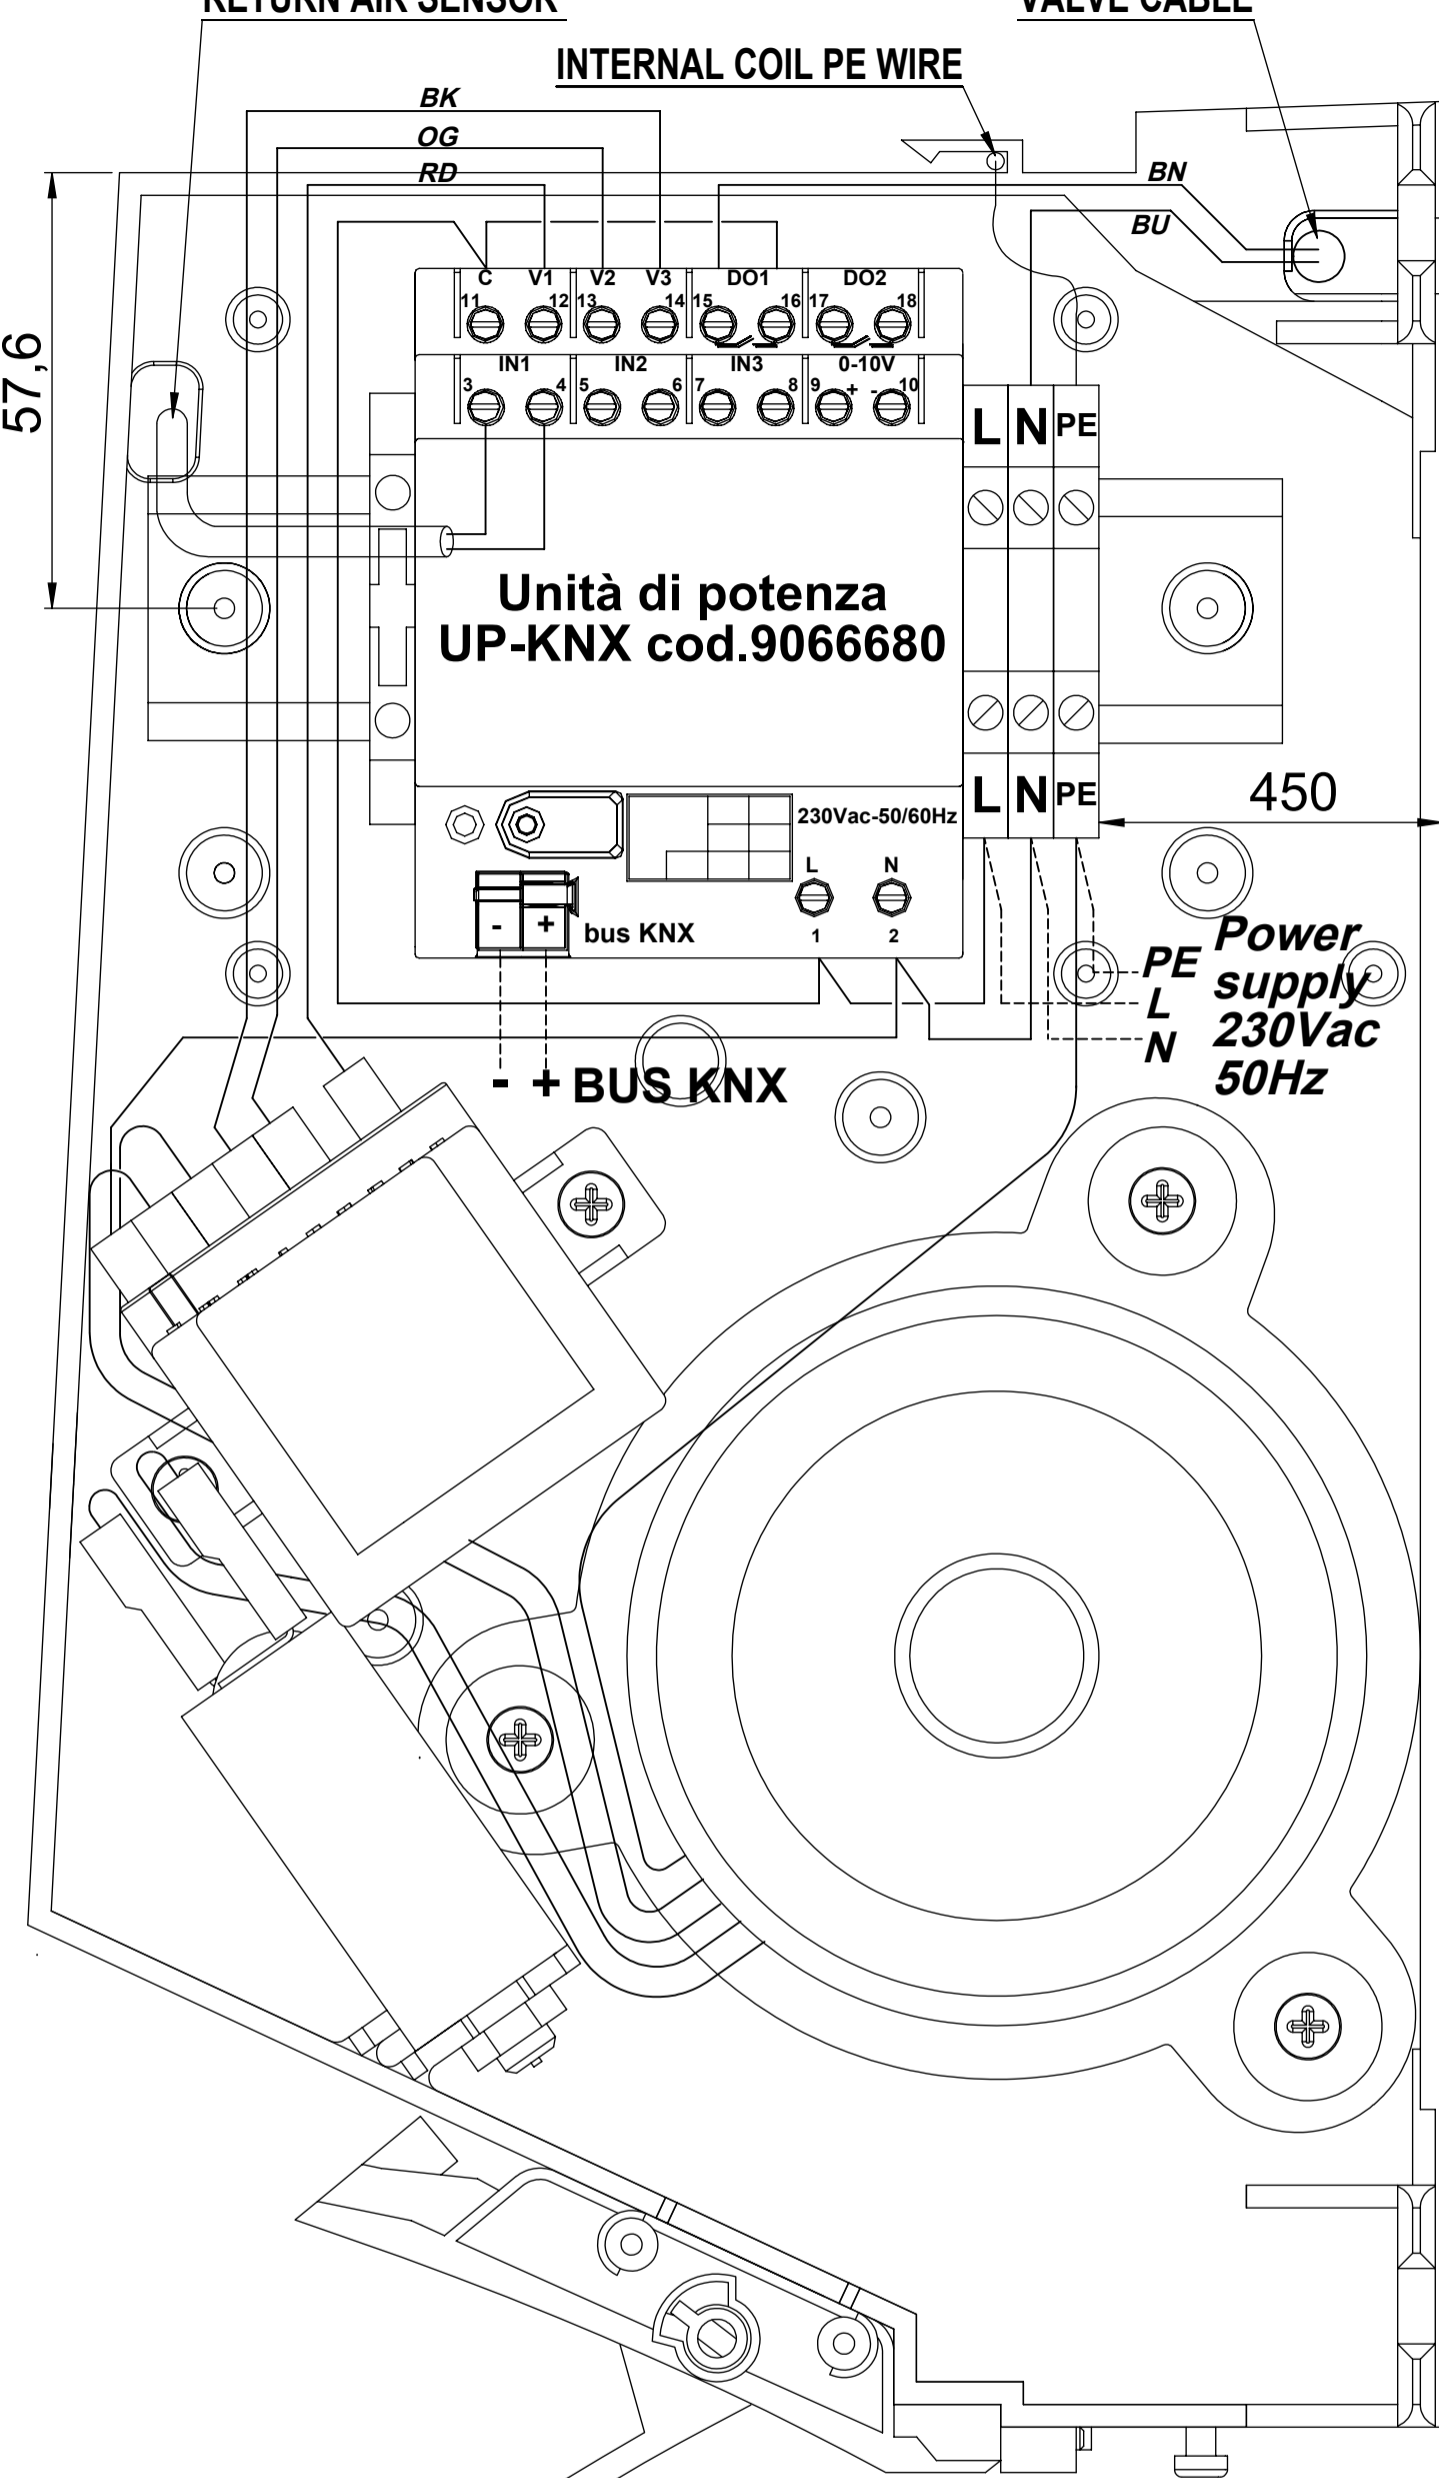 RETURN AIR SENSOR
VALVE CABLE
INTERNAL COIL PE WIRE
BK
OG
RD
BN
BU
57,6
C V1 V2 V3 DO1 DO2
11 12 13 14 15 16 17 18
IN1 IN2 IN3 0-10V
3 4 5 6 7 8 9 + - 10
L N PE
Unità di potenza
UP-KNX cod.9066680
L N PE
450
230Vac-50/60Hz
L N
- + bus KNX
1 2
PE
L
N
Power
supply
230Vac
50Hz
- + BUS KNX